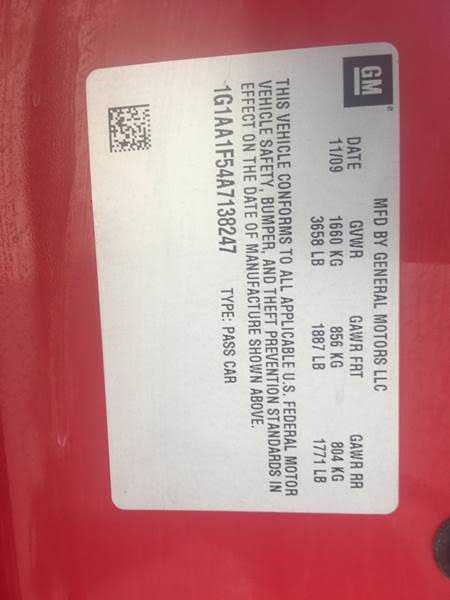 GM
MFD BY GENERAL MOTORS LLC
DATE GVWR GAWR FRT GAWR RR
11/09 1660 KG 856 KG 804 KG
3658 LB 1887 LB 1771 LB
THIS VEHICLE CONFORMS TO ALL APPLICABLE U.S. FEDERAL MOTOR
VEHICLE SAFETY, BUMPER, AND THEFT PREVENTION STANDARDS IN
EFFECT ON THE DATE OF MANUFACTURE SHOWN ABOVE.
1G1AA1F54A7138247 TYPE: PASS CAR